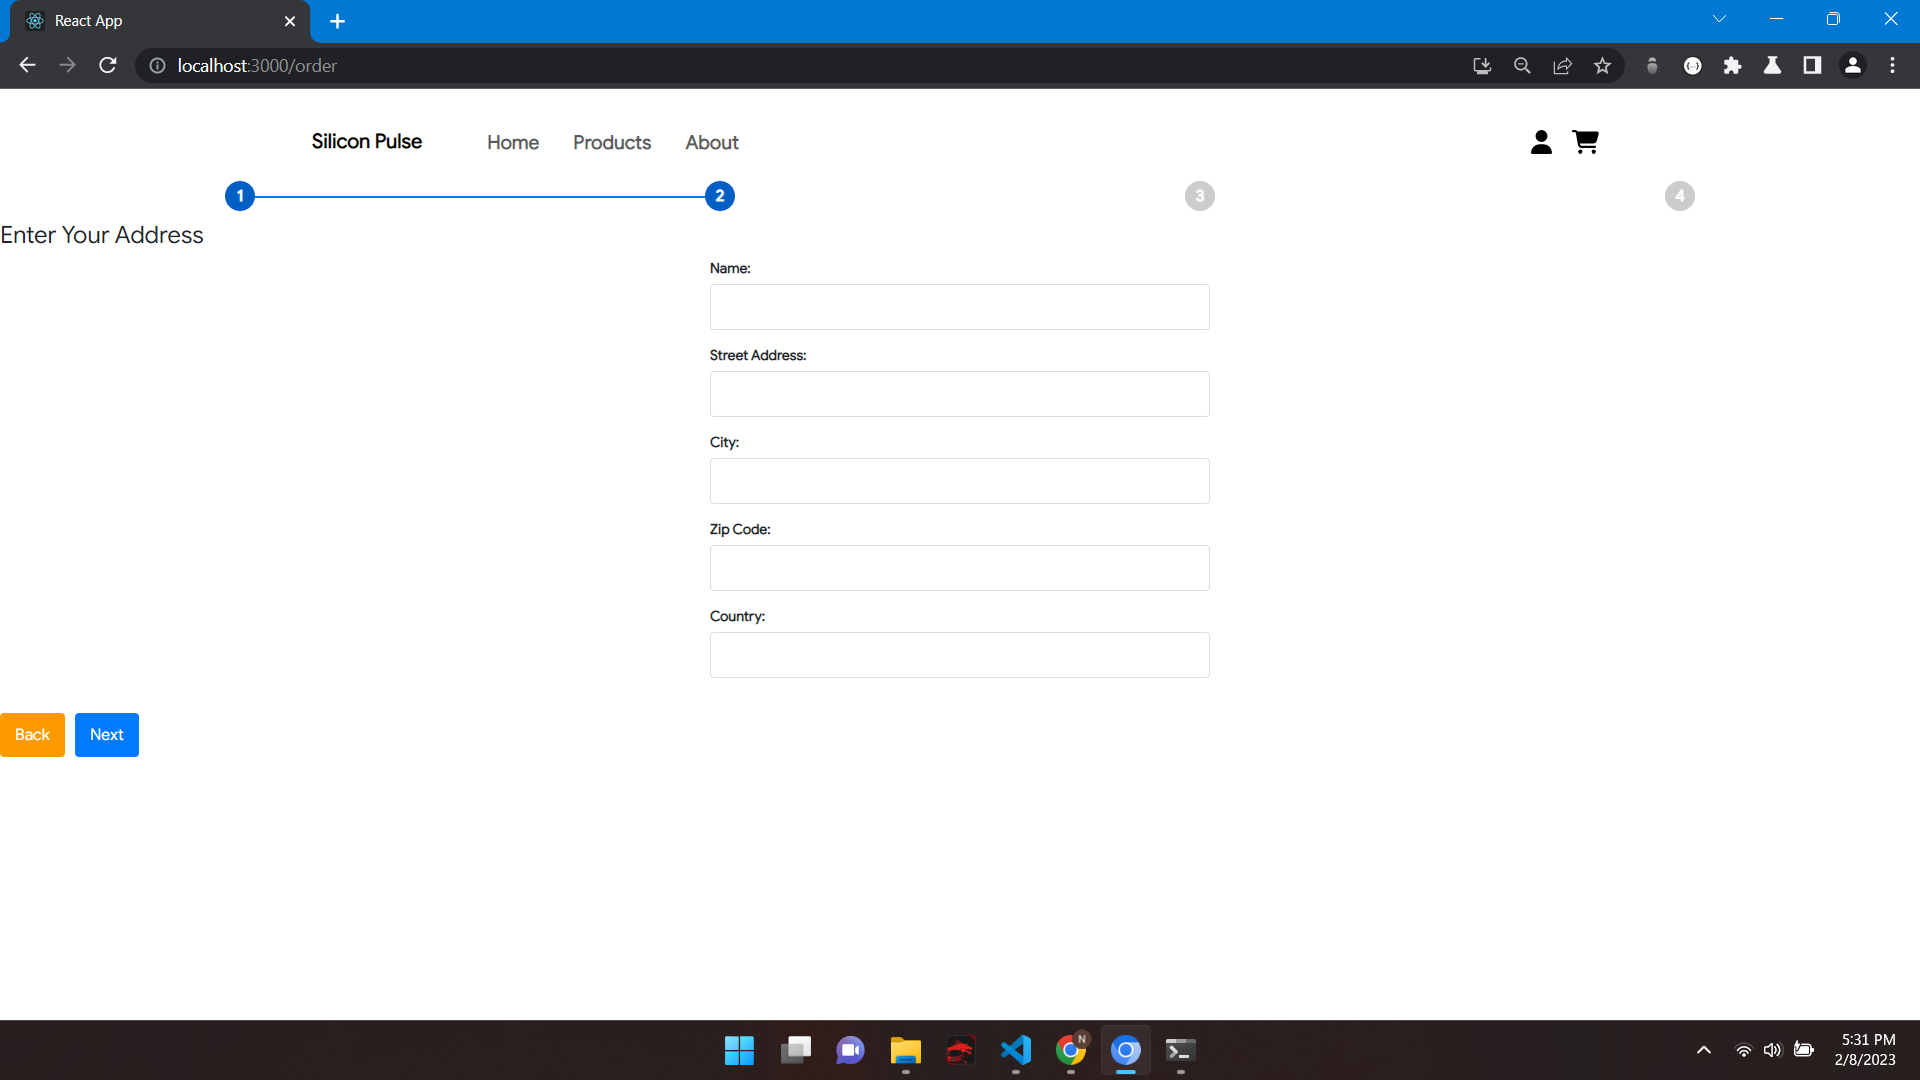 React App
localhost:3000/order
Silicon Pulse Home Products About
1 2 3 4
Enter Your Address
Name:
Street Address:
City:
Zip Code:
Country:
Back Next
N
5:31 PM
2/8/2023